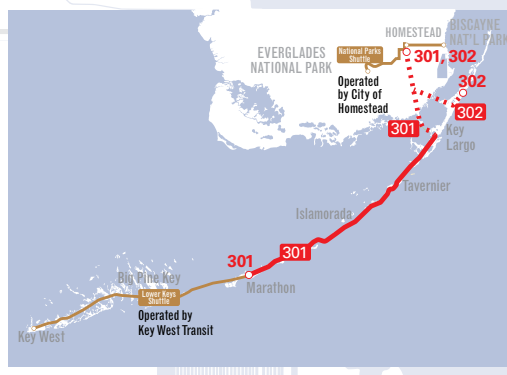 HOMESTEAD
BISCAYNE
NAT'L PARK
EVERGLADES
NATIONAL PARK
National Parks
Shuttle
301, 302
Operated
by City of
Homestead
302
302
301
Key
Largo
Tavernier
Islamorada
301
301
Big Pine Key
Marathon
Lower Keys
Shuttle
Operated by
Key West Transit
Key West